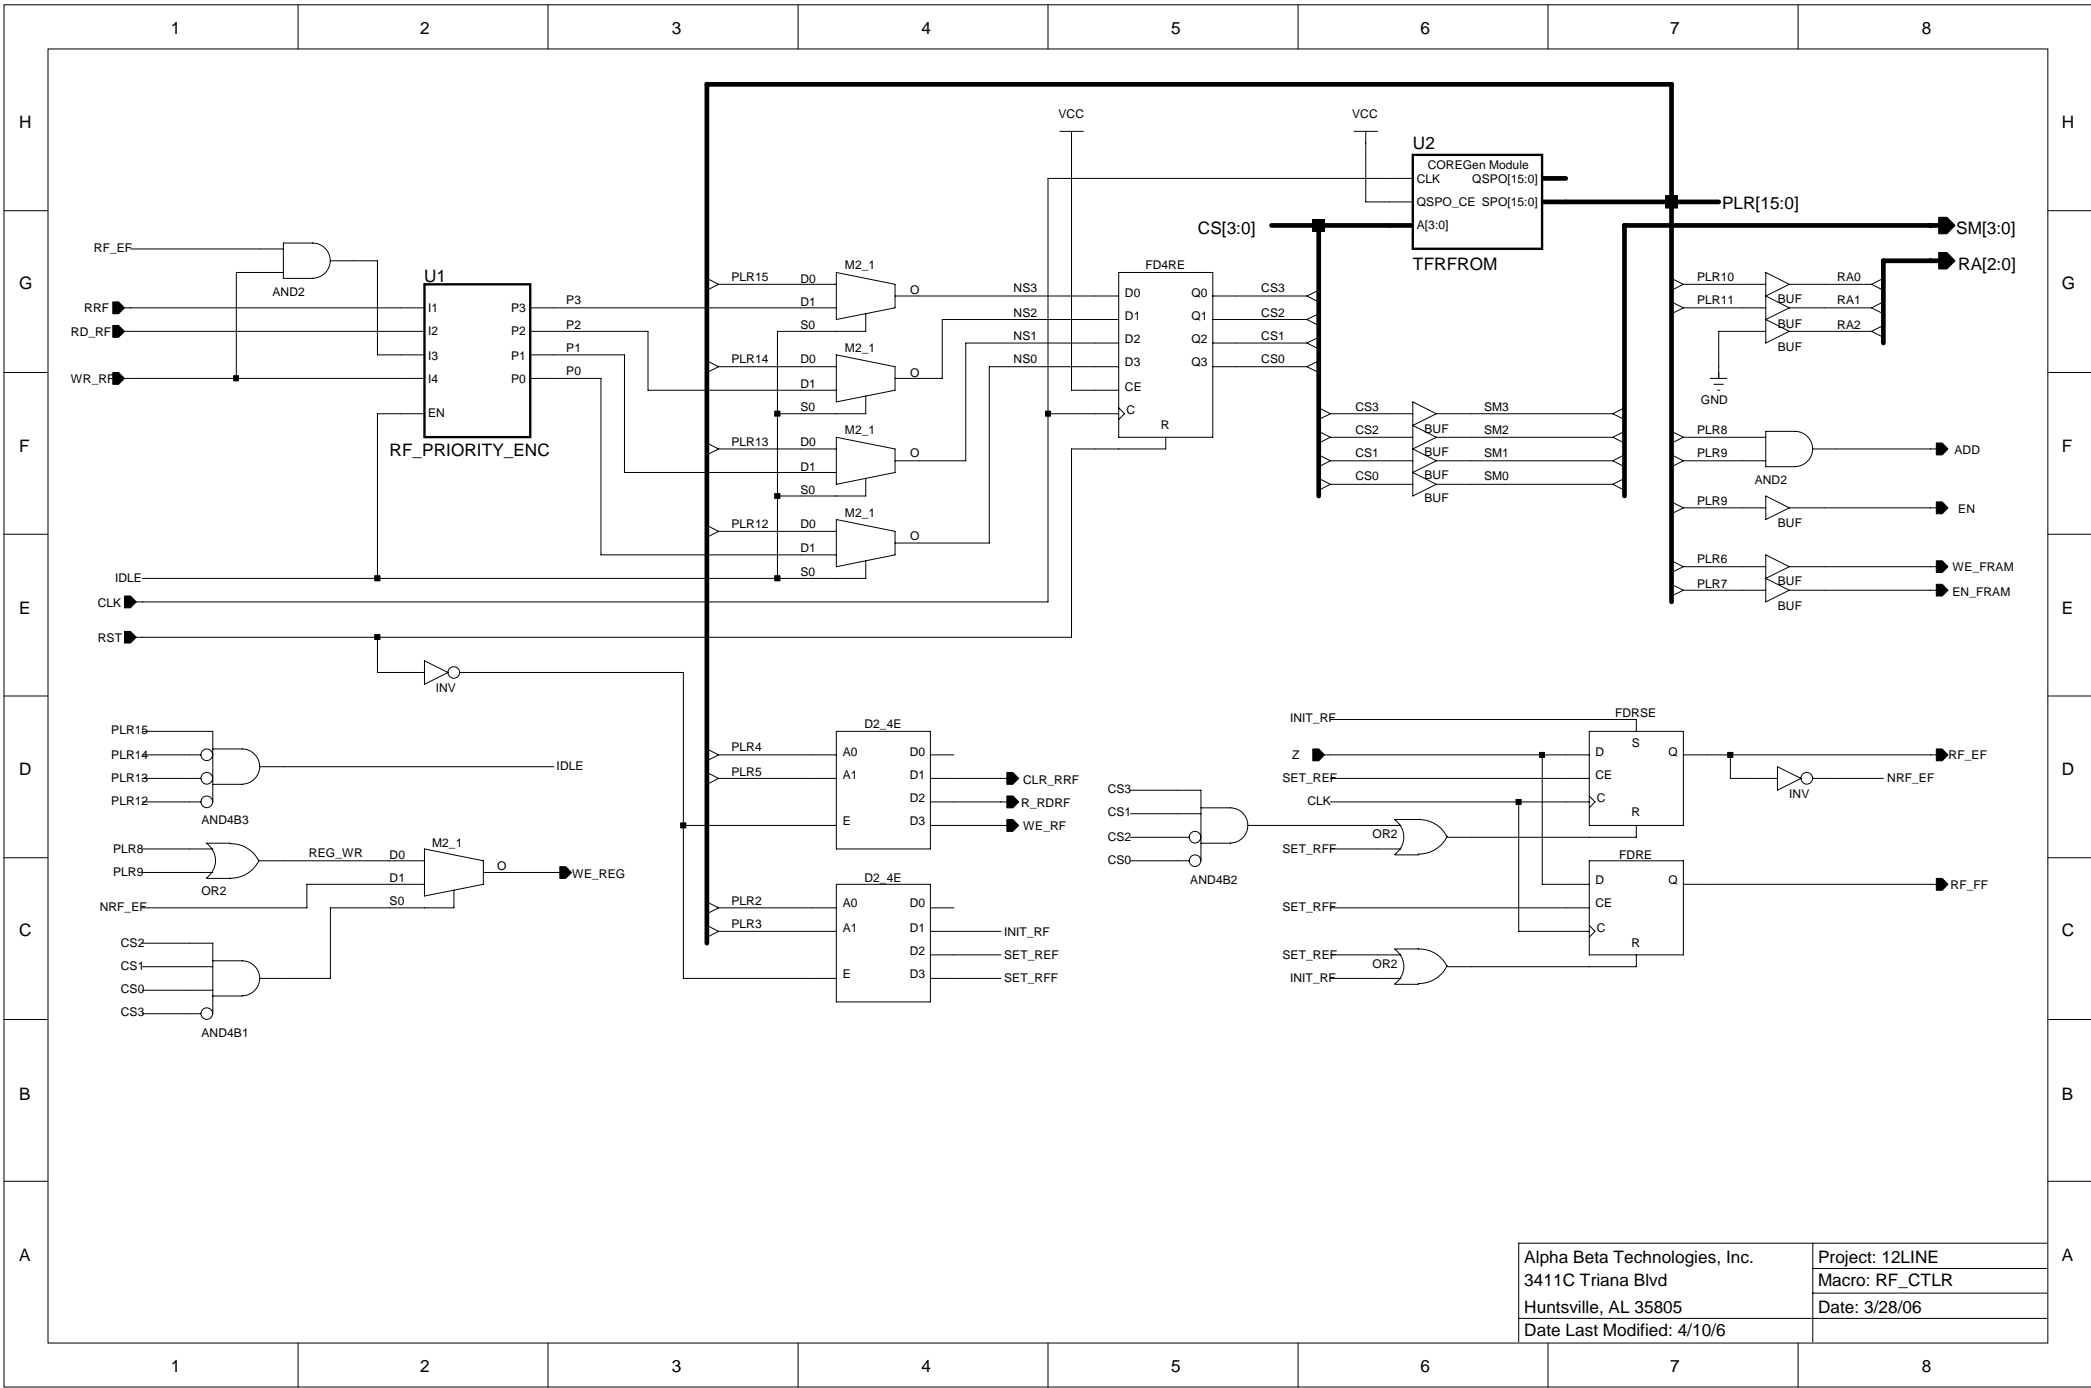 1 2 3 4 5 6 7 8
H H
G G
F F
E E
D D
C C
B B
A A
RF_EF
AND2
RRF
RD_RF
WR_RF
U1
I1 P3
I2 P2
I3 P1
I4 P0
EN
RF_PRIORITY_ENC
P3
P2
P1
P0
IDLE
CLK
RST
INV
PLR15 D0 M2_1
D1 O
S0
PLR14 D0 M2_1
D1 O
S0
PLR13 D0 M2_1
D1 O
S0
PLR12 D0 M2_1
D1 O
S0
NS3
NS2
NS1
NS0
VCC
FD4RE
D0 Q0
D1 Q1
D2 Q2
D3 Q3
CE
C
R
CS3
CS2
CS1
CS0
VCC
U2
COREGen Module
CLK QSPO[15:0]
QSPO_CE SPO[15:0]
A[3:0]
TFRFROM
CS[3:0]
PLR[15:0]
SM[3:0]
RA[2:0]
CS3 BUF SM3
CS2 BUF SM2
CS1 BUF SM1
CS0 BUF SM0
PLR10 BUF RA0
PLR11 BUF RA1
BUF RA2
GND
PLR8
PLR9
AND2
ADD
PLR9 BUF EN
PLR6 BUF WE_FRAM
PLR7 BUF EN_FRAM
PLR15
PLR14
PLR13
PLR12
AND4B3
IDLE
PLR8
PLR9
OR2
REG_WR D0 M2_1
D1 O
S0
WE_REG
NRF_EF
CS2
CS1
CS0
CS3
AND4B1
D2_4E
PLR4 A0 D0
PLR5 A1 D1 CLR_RRF
D2 R_RDRF
E D3 WE_RF
D2_4E
PLR2 A0 D0
PLR3 A1 D1 INIT_RF
D2 SET_REF
E D3 SET_RFF
CS3
CS1
CS2
CS0
AND4B2
INIT_RF
Z
SET_REF
CLK
OR2
SET_RFF
FDRSE
S
D Q
CE
C
R
RF_EF
INV
NRF_EF
FDRE
D Q
CE
C
R
SET_RFF
SET_REF
OR2
INIT_RF
RF_FF
Alpha Beta Technologies, Inc.
3411C Triana Blvd
Huntsville, AL 35805
Date Last Modified: 4/10/6
Project: 12LINE
Macro: RF_CTLR
Date: 3/28/06
1 2 3 4 5 6 7 8